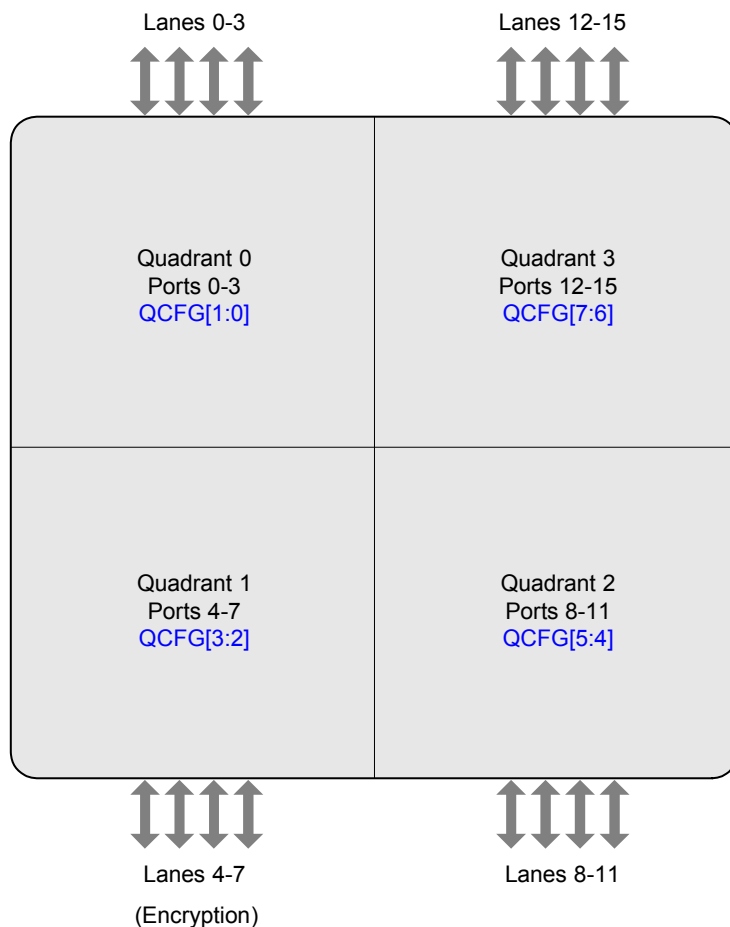 Lanes 0-3
Lanes 12-15
Quadrant 0
Ports 0-3
QCFG[1:0]
Quadrant 3
Ports 12-15
QCFG[7:6]
Quadrant 1
Ports 4-7
QCFG[3:2]
Quadrant 2
Ports 8-11
QCFG[5:4]
Lanes 4-7
(Encryption)
Lanes 8-11